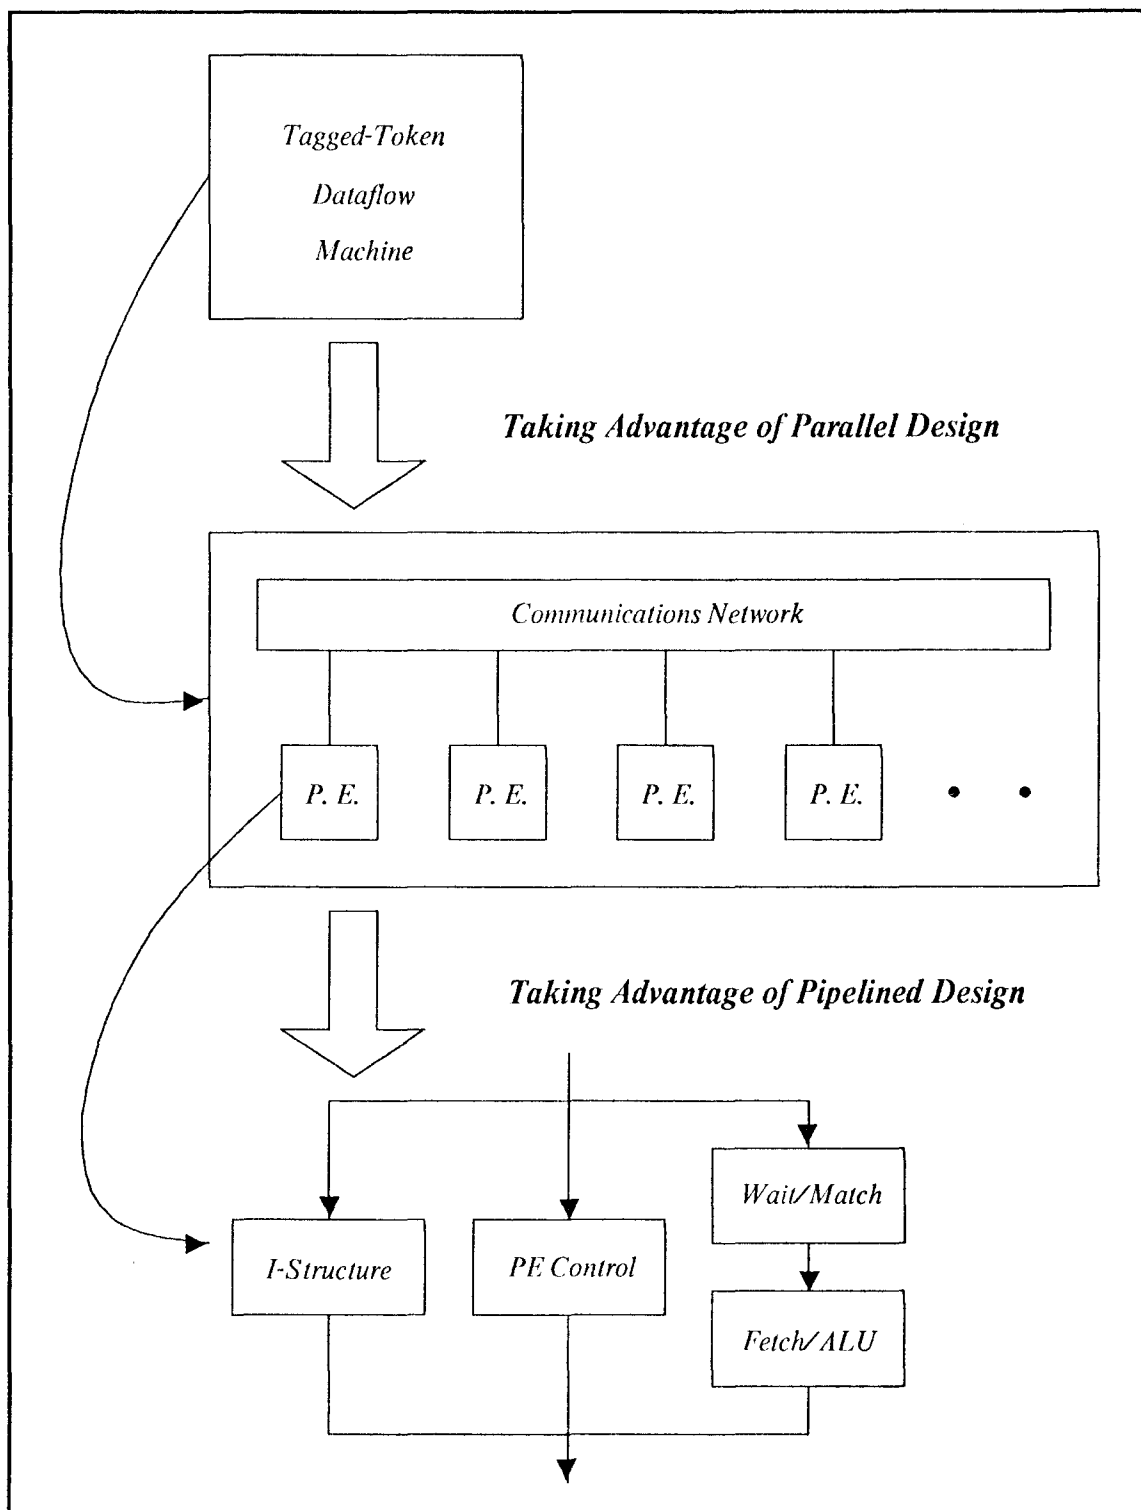 Tagged-Token
Dataflow
Machine
Taking Advantage of Parallel Design
Communications Network
P. E.
P. E.
P. E.
P. E.
Taking Advantage of Pipelined Design
Wait/Match
I-Structure
PE Control
Fetch/ALU